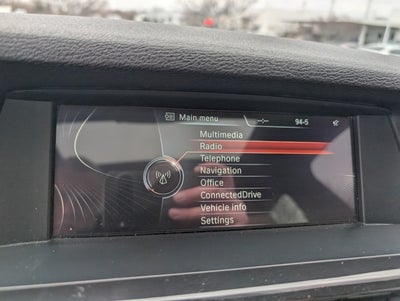 Main menu 94-5
Multimedia
Radio
Telephone
Navigation
Office
ConnectedDrive
Vehicle info
Settings